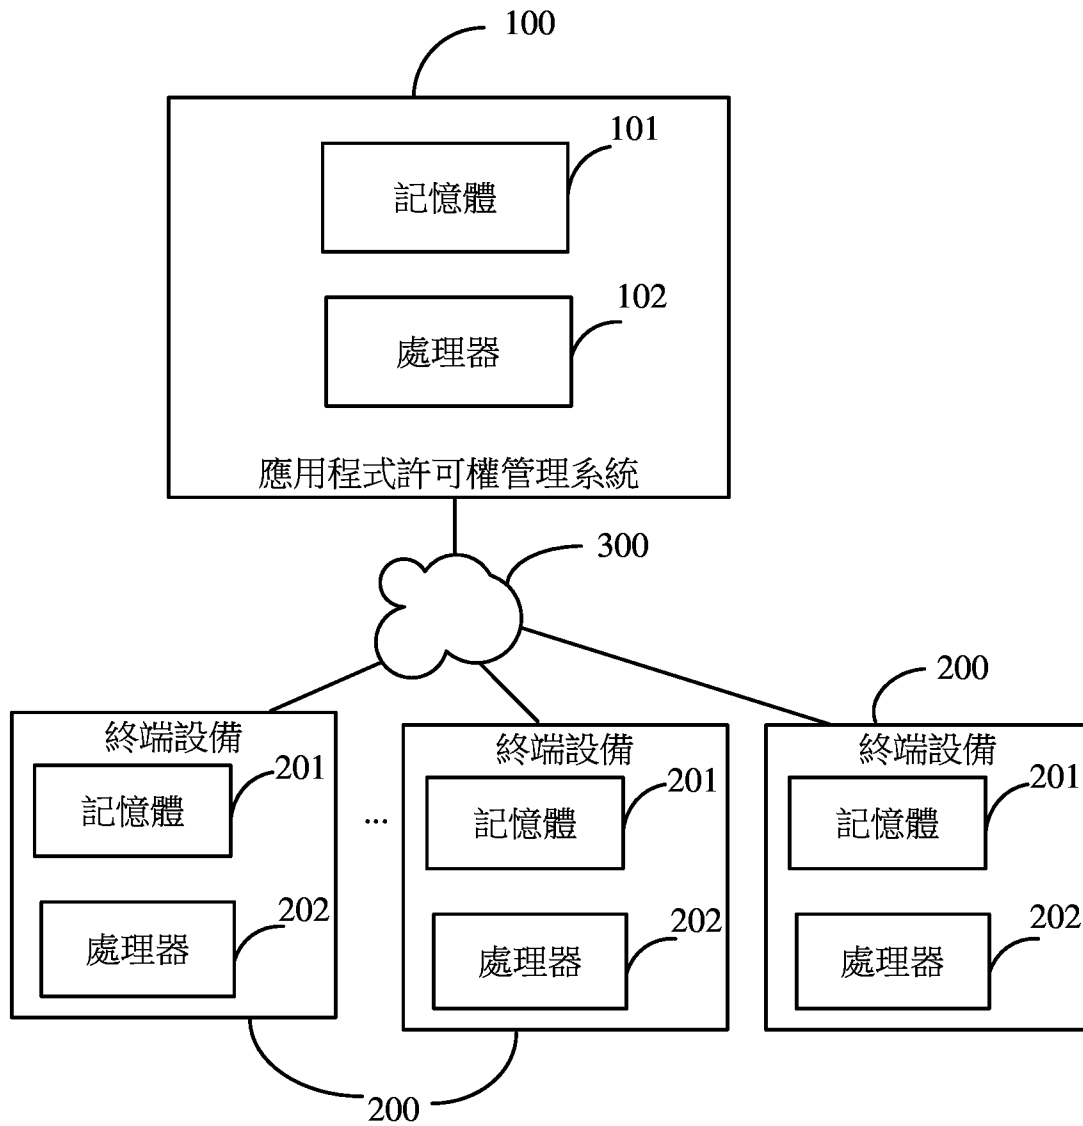 100
101
記憶體
102
處理器
應用程式許可權管理系統
300
200
終端設備
201
記憶體
202
處理器
...
終端設備
201
記憶體
202
處理器
終端設備
201
記憶體
202
處理器
200